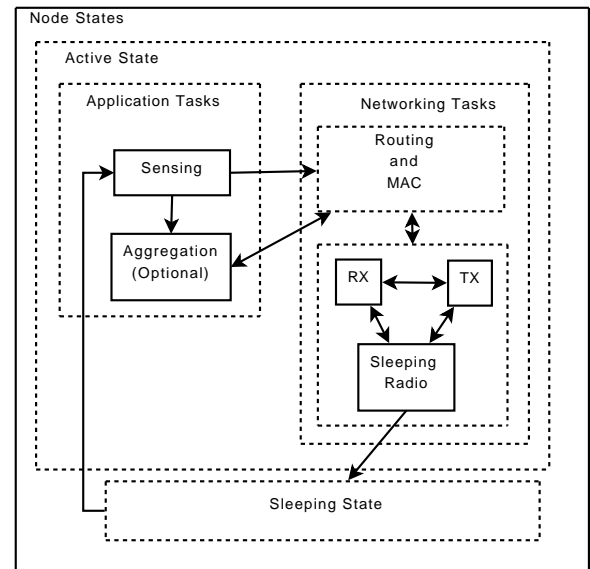 Node States
Active State
Application Tasks
Networking Tasks
Routing
and
MAC
Sensing
Aggregation
(Optional)
RX
TX
Sleeping
Radio
Sleeping State